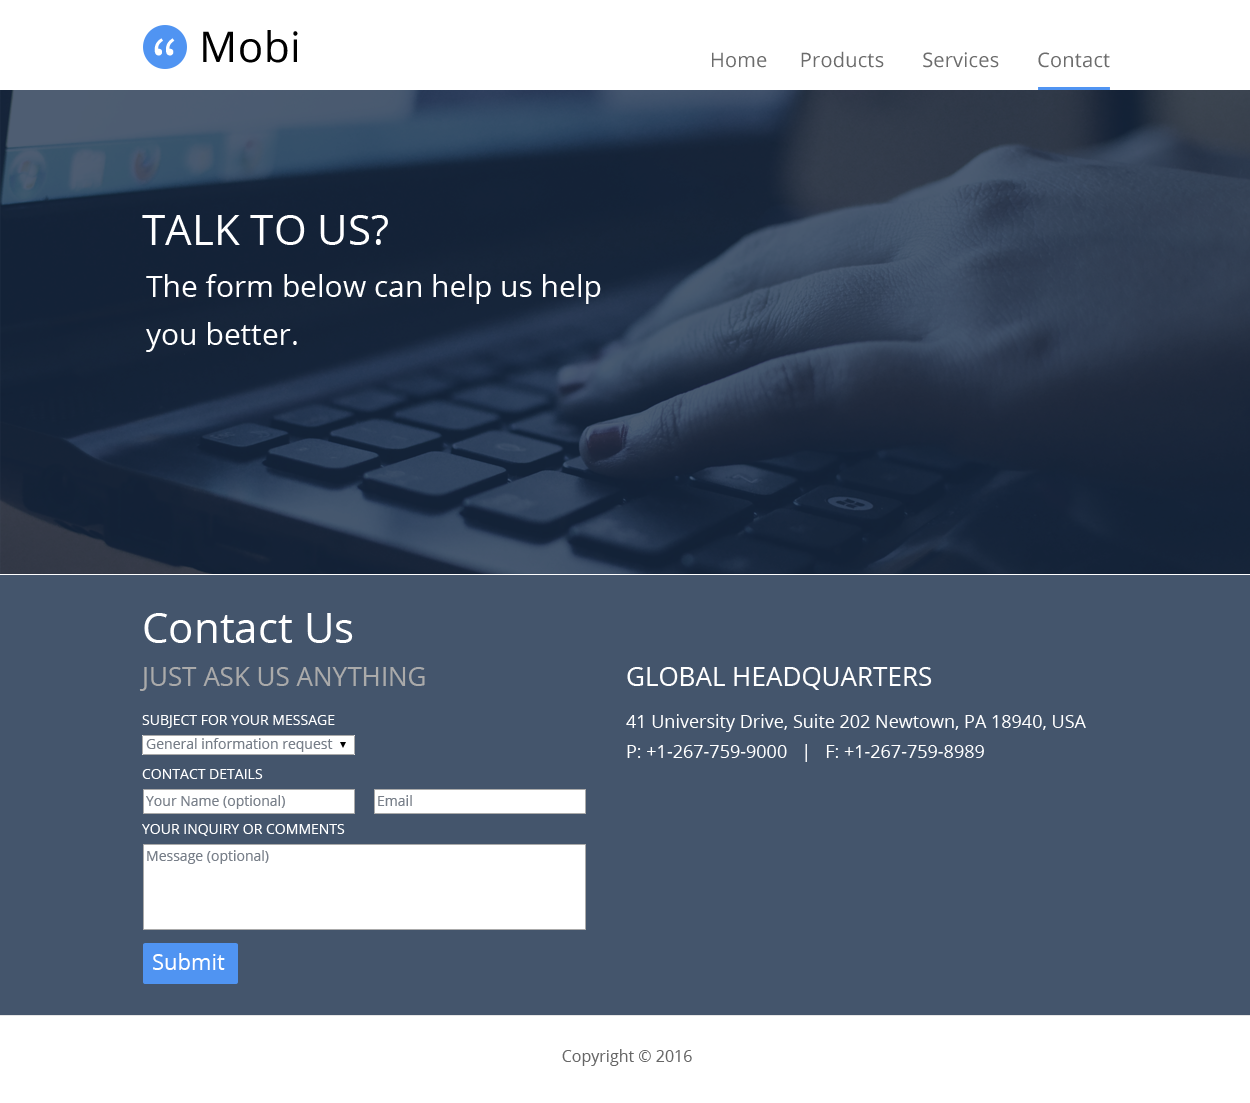 “ Mobi
Home Products Services Contact
TALK TO US?
The form below can help us help
you better.
Contact Us
JUST ASK US ANYTHING
SUBJECT FOR YOUR MESSAGE
General information request ▼
CONTACT DETAILS
Your Name (optional) Email
YOUR INQUIRY OR COMMENTS
Message (optional)
Submit
GLOBAL HEADQUARTERS
41 University Drive, Suite 202 Newtown, PA 18940, USA
P: +1-267-759-9000 | F: +1-267-759-8989
Copyright © 2016